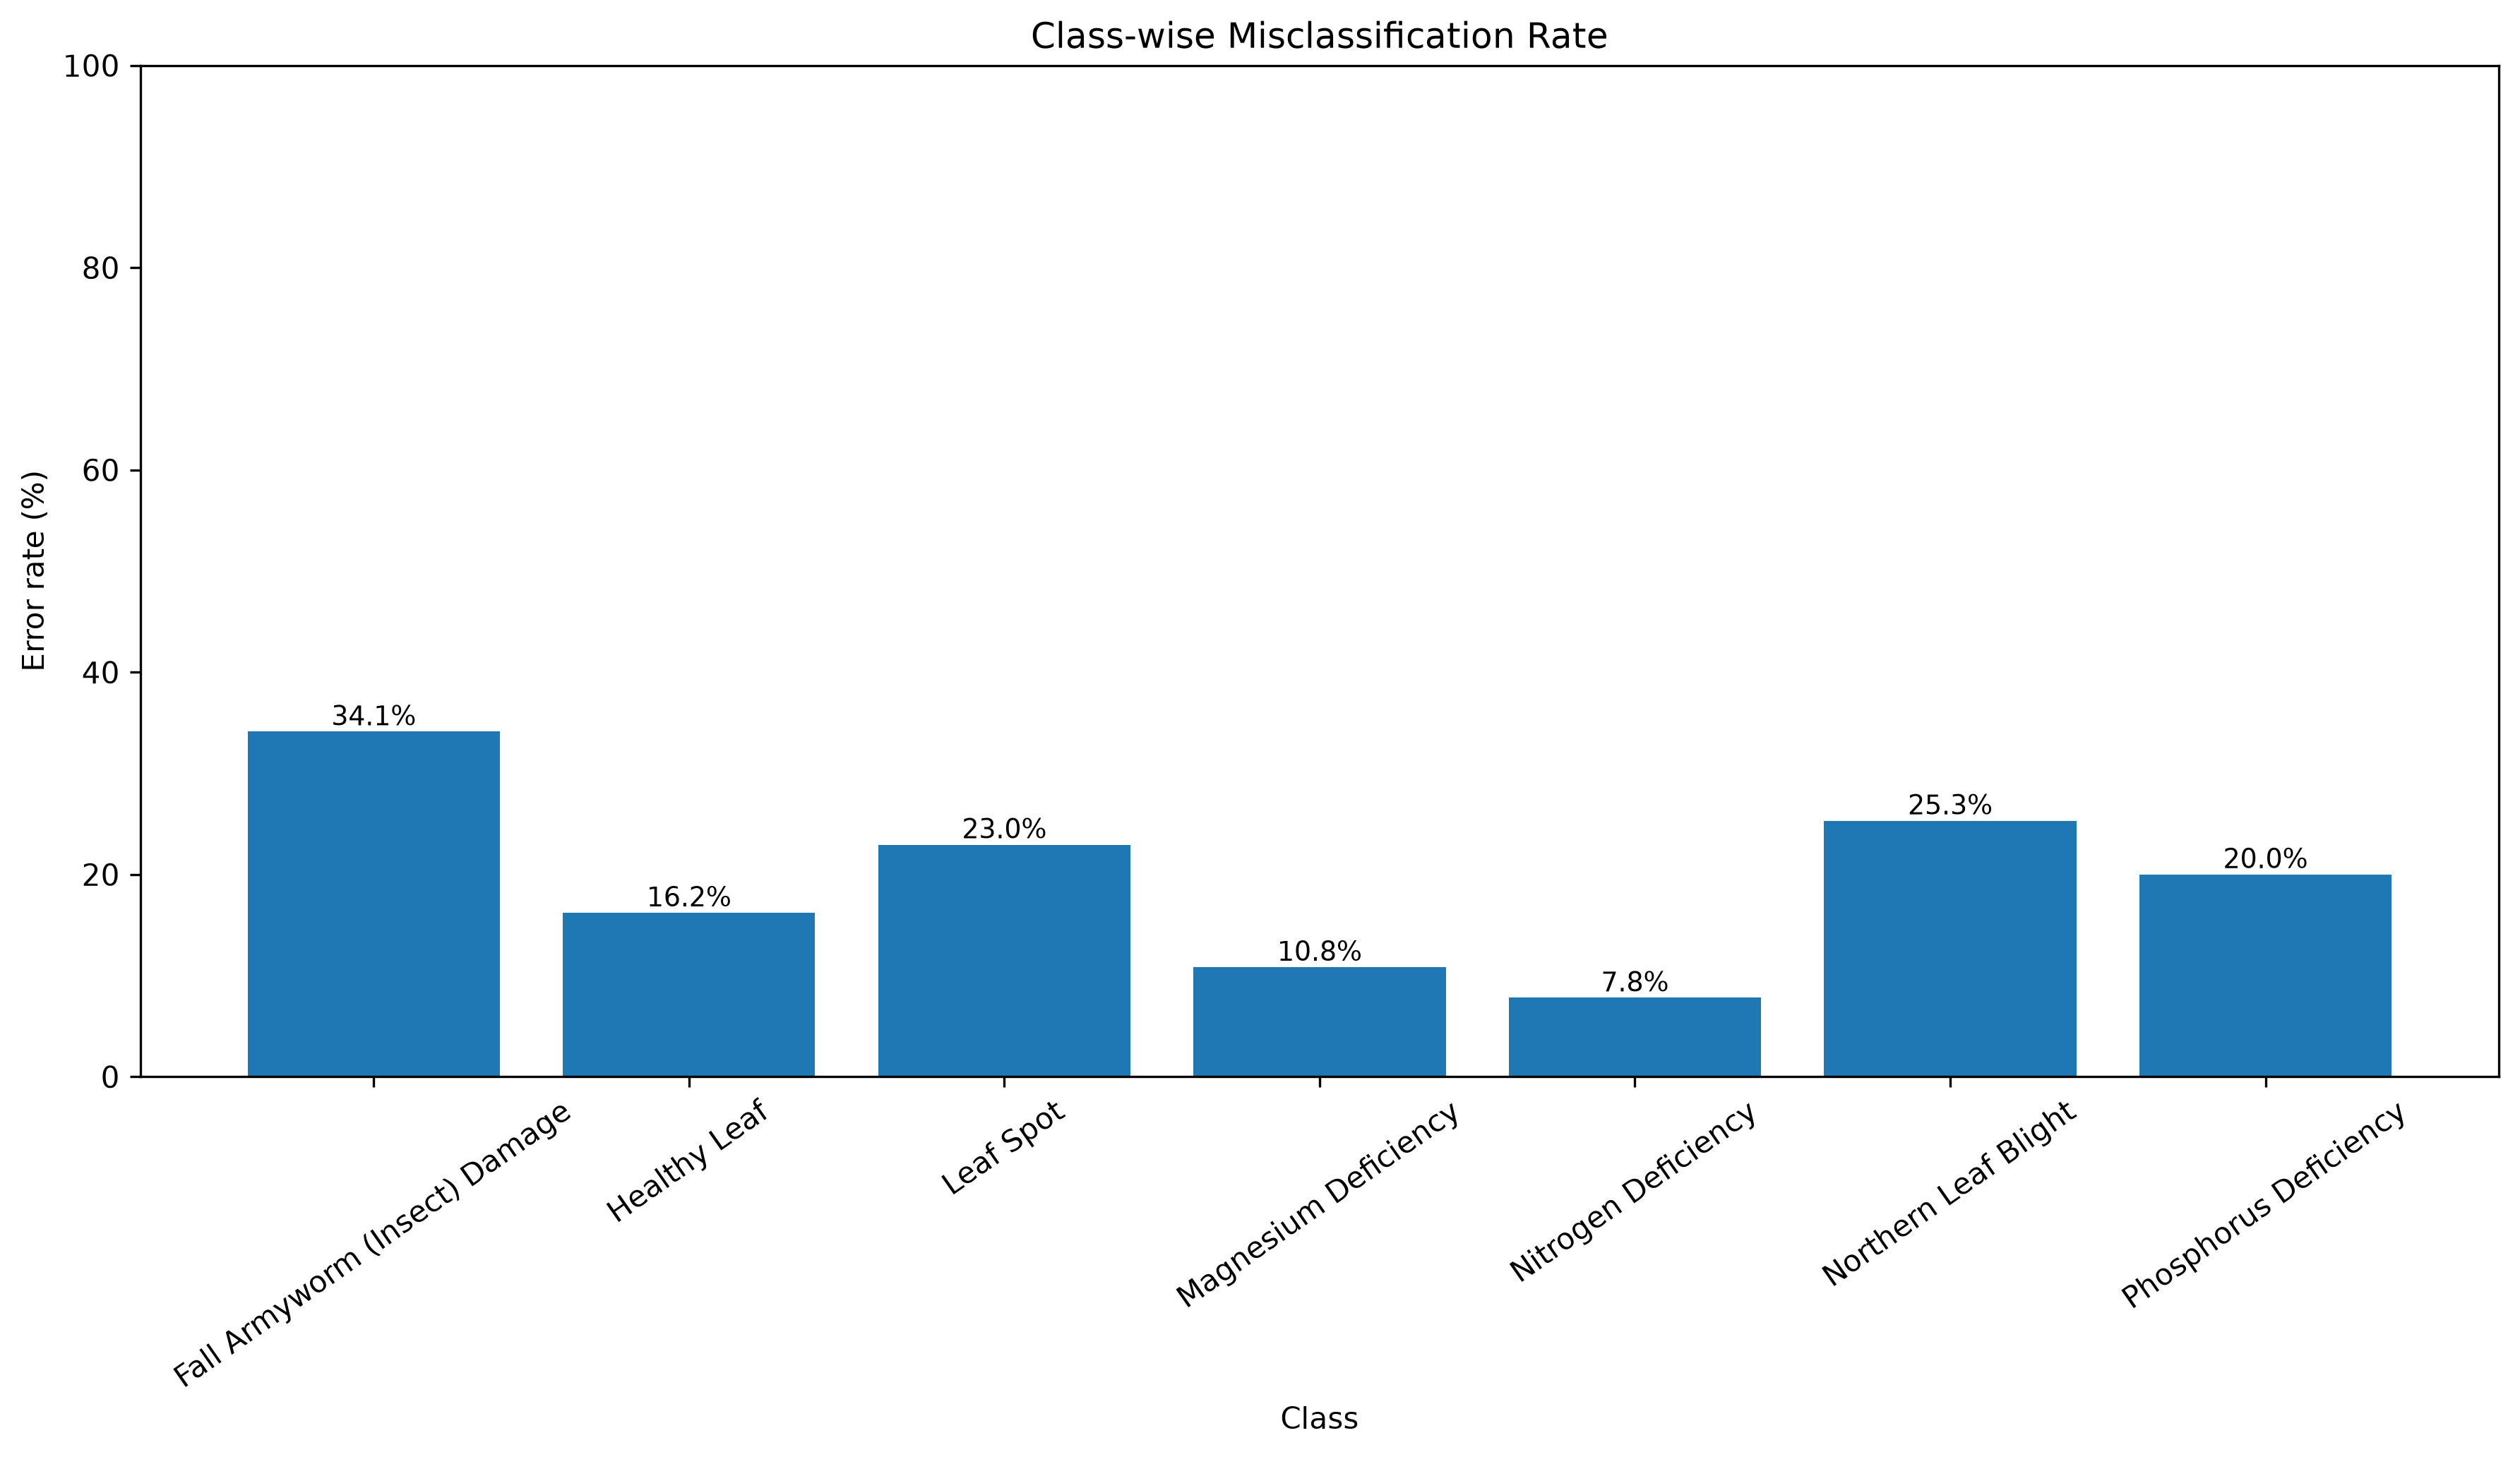 Class-wise Misclassification Rate
100
80
60
40
20
0
Error rate (%)
34.1%
16.2%
23.0%
10.8%
7.8%
25.3%
20.0%
Fall Armyworm (Insect) Damage
Healthy Leaf
Leaf Spot
Magnesium Deficiency
Nitrogen Deficiency
Northern Leaf Blight
Phosphorus Deficiency
Class